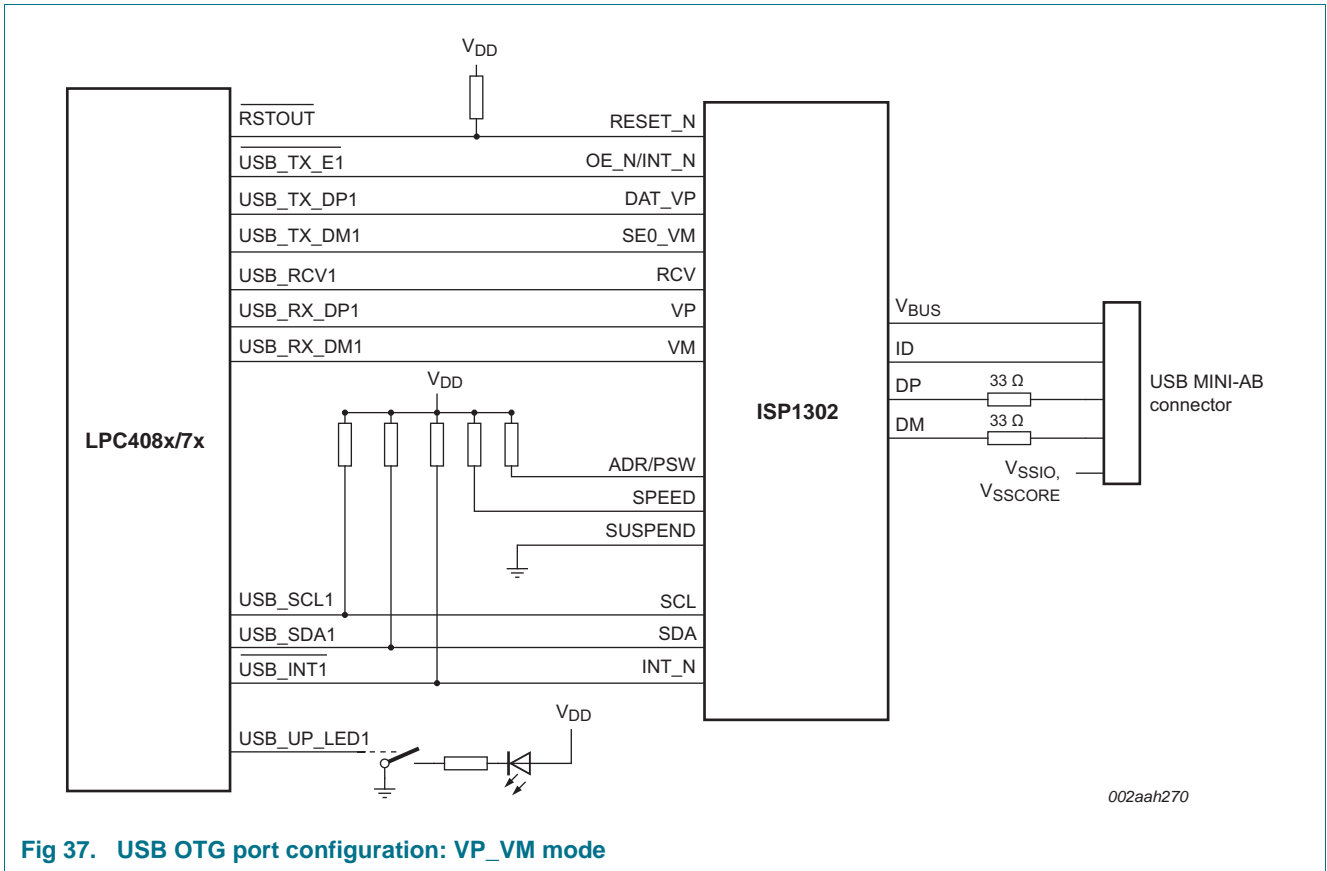 VDD
RSTOUT
RESET_N
USB_TX_E1
OE_N/INT_N
USB_TX_DP1
DAT_VP
USB_TX_DM1
SE0_VM
USB_RCV1
RCV
USB_RX_DP1
VP
USB_RX_DM1
VM
VBUS
ID
DP
33 Ω
DM
33 Ω
VSSIO,
VSSCORE
USB MINI-AB
connector
LPC408x/7x
ISP1302
VDD
ADR/PSW
SPEED
SUSPEND
USB_SCL1
SCL
USB_SDA1
SDA
USB_INT1
INT_N
VDD
USB_UP_LED1
002aah270
Fig 37. USB OTG port configuration: VP_VM mode